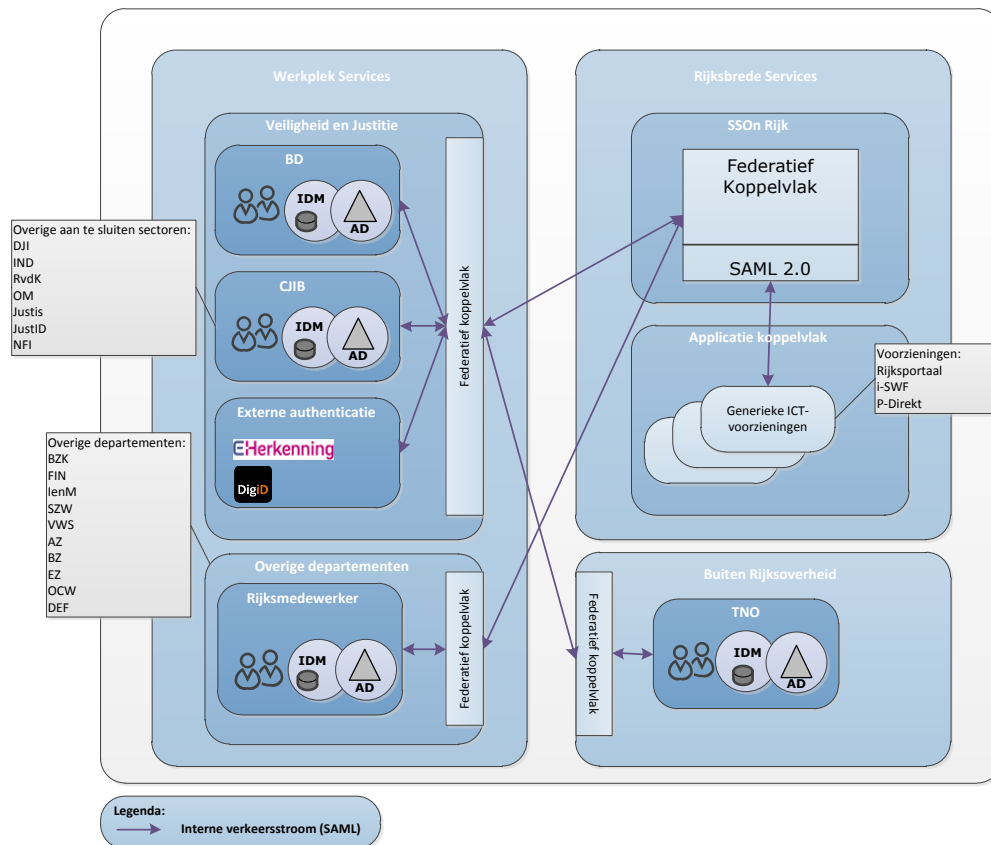 Werkplek Services
Veiligheid en Justitie
BD
IDM
AD
CJIB
IDM
AD
Externe authenticatie
eHerkenning
DigiD
Federatief koppelvlak
Overige aan te sluiten sectoren:
DJI
IND
RvdK
OM
Justis
JustID
NFI
Overige departementen:
BZK
FIN
IenM
SZW
VWS
AZ
BZ
EZ
OCW
DEF
Overige departementen
Rijksmedewerker
IDM
AD
Federatief koppelvlak
Rijksbrede Services
SSOn Rijk
Federatief
Koppelvlak
SAML 2.0
Applicatie koppelvlak
Generieke ICT-
voorzieningen
Voorzieningen:
Rijksportaal
i-SWF
P-Direkt
Buiten Rijksoverheid
Federatief koppelvlak
TNO
IDM
AD
Legenda:
Interne verkeersstroom (SAML)